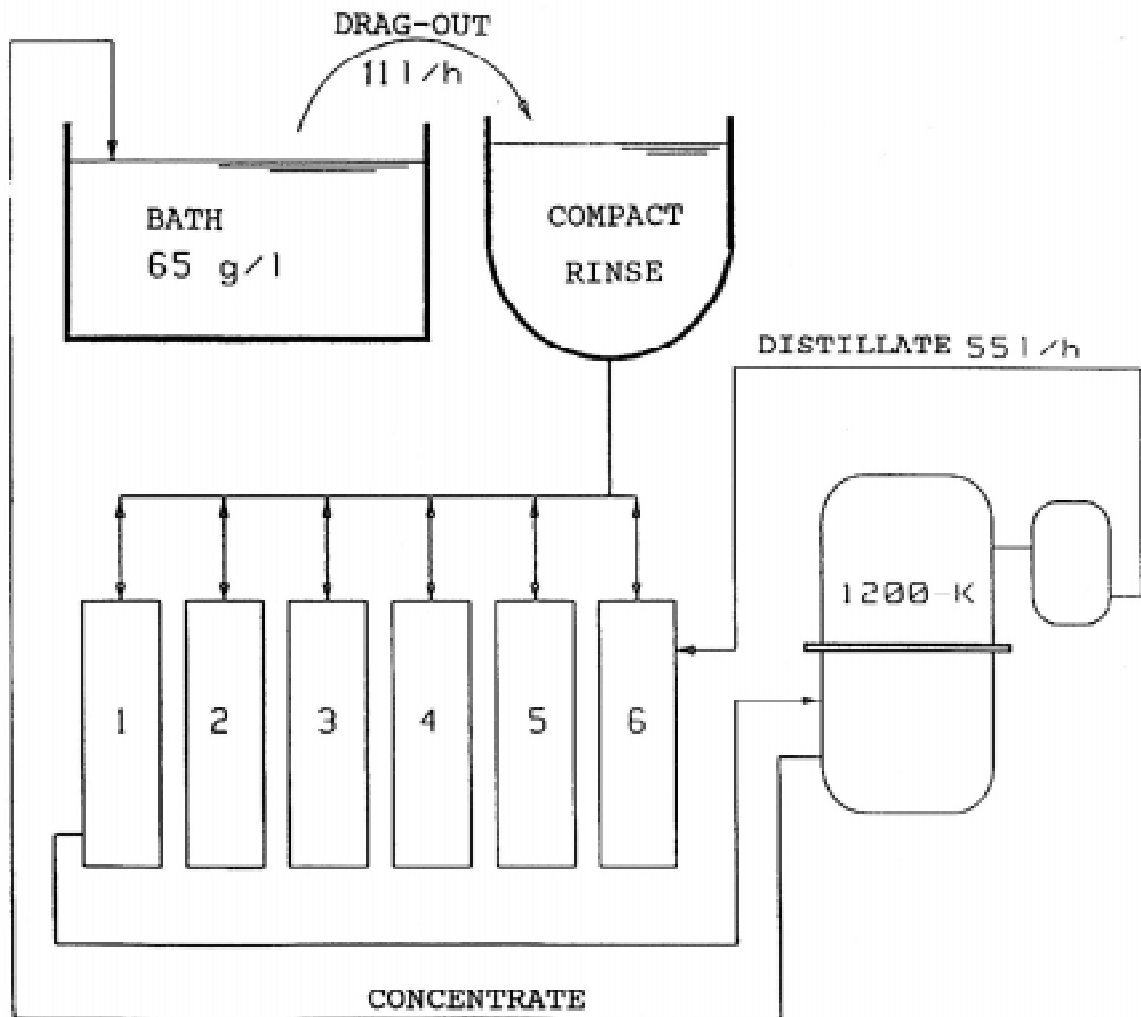 DRAG-OUT
11 l/h
BATH
65 g/l
COMPACT
RINSE
DISTILLATE 55 l/h
1200-K
1 2 3 4 5 6
CONCENTRATE